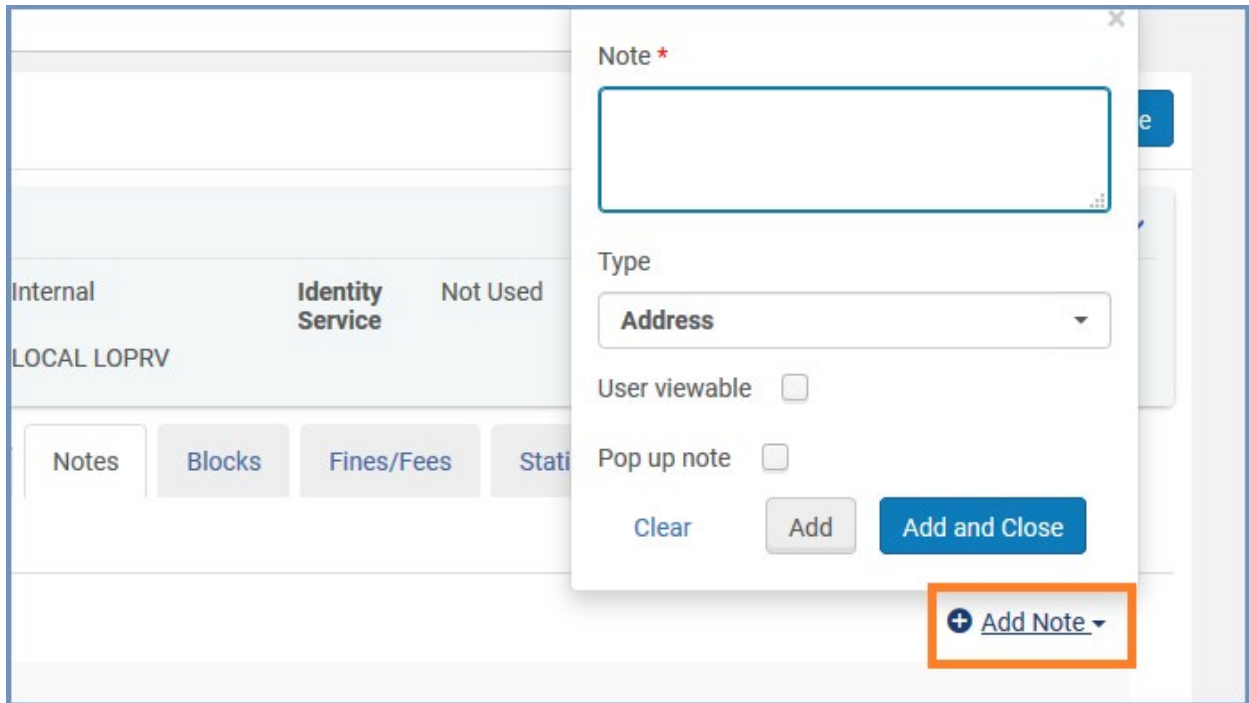 ×
Note *
e
Type
Internal
Identity Service
Not Used
Address
LOCAL LOPRV
User viewable
Notes
Blocks
Fines/Fees
Stati
Pop up note
Clear
Add
Add and Close
Add Note